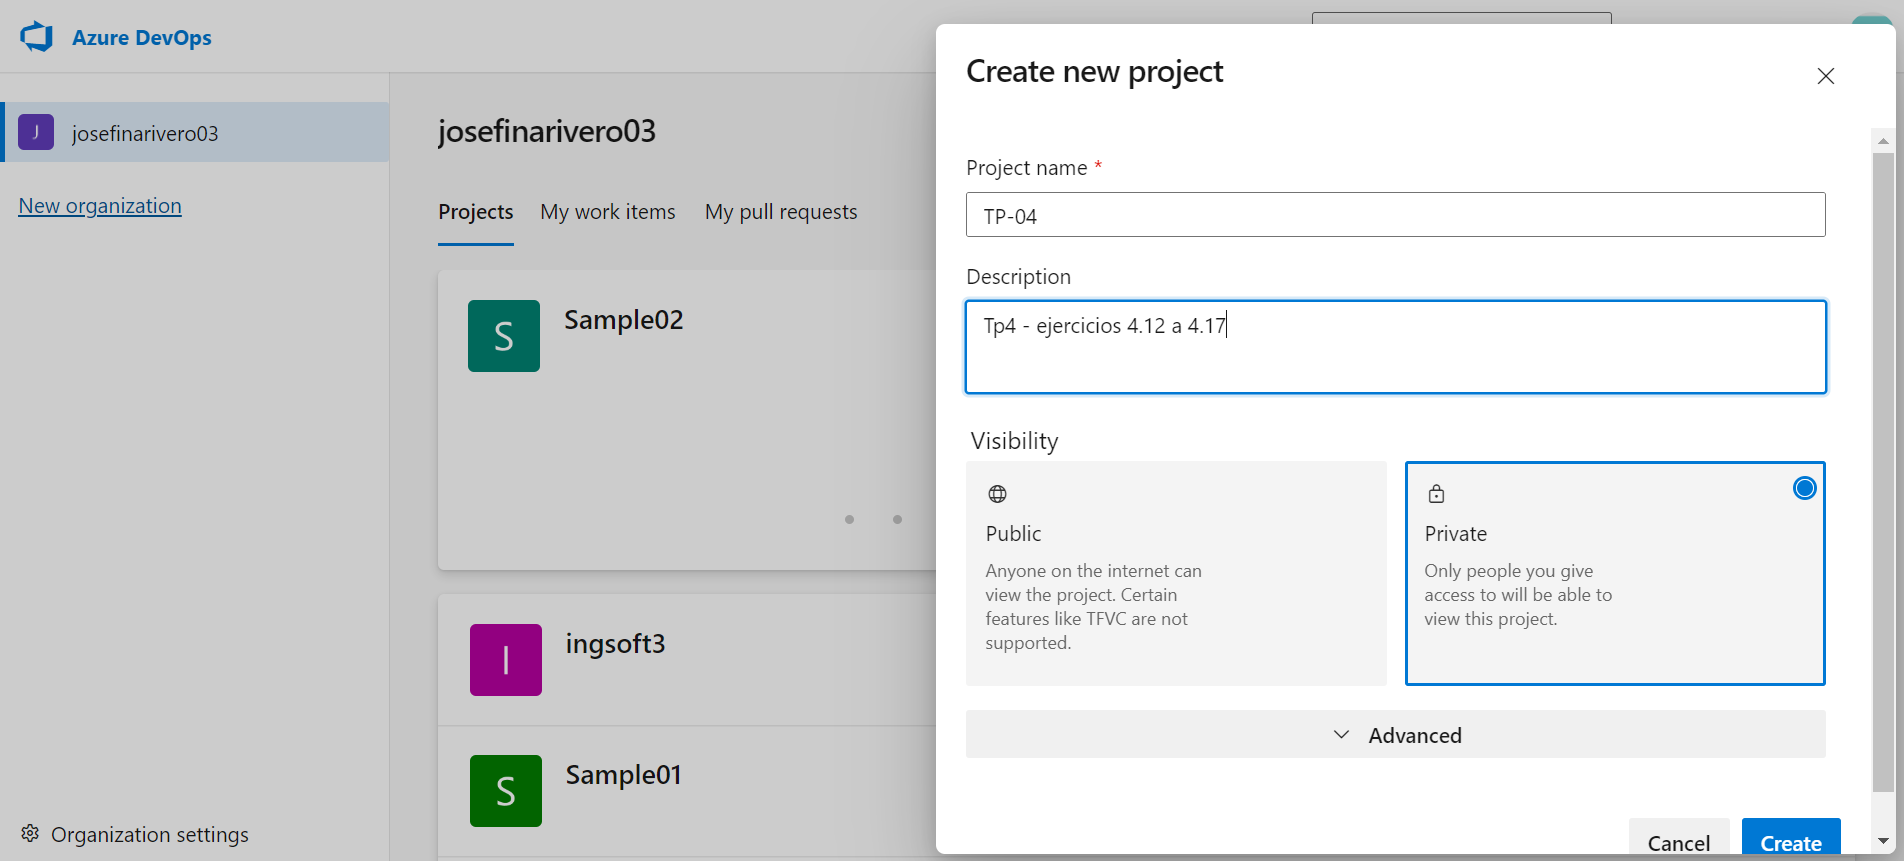 Azure DevOps
J
josefinarivero03
New organization
Organization settings
josefinarivero03
Projects
My work items
My pull requests
S
Sample02
I
ingsoft3
S
Sample01
Create new project
Project name *
TP-04
Description
Tp4 - ejercicios 4.12 a 4.17
Visibility
Public
Anyone on the internet can
view the project. Certain
features like TFVC are not
supported.
Private
Only people you give
access to will be able to
view this project.
Advanced
Cancel
Create